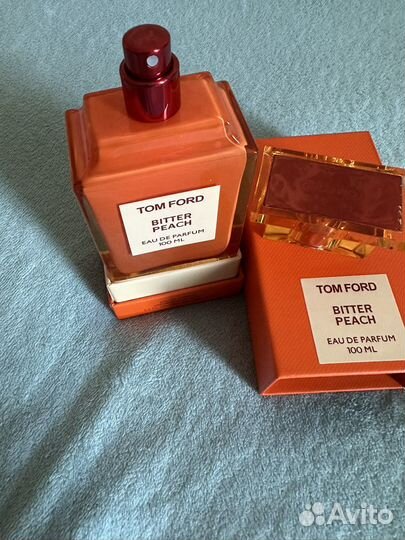 TOM FORD
BITTER
PEACH
EAU DE PARFUM
100 ML
TOM FORD
BITTER
PEACH
EAU DE PARFUM
100 ML
Avito